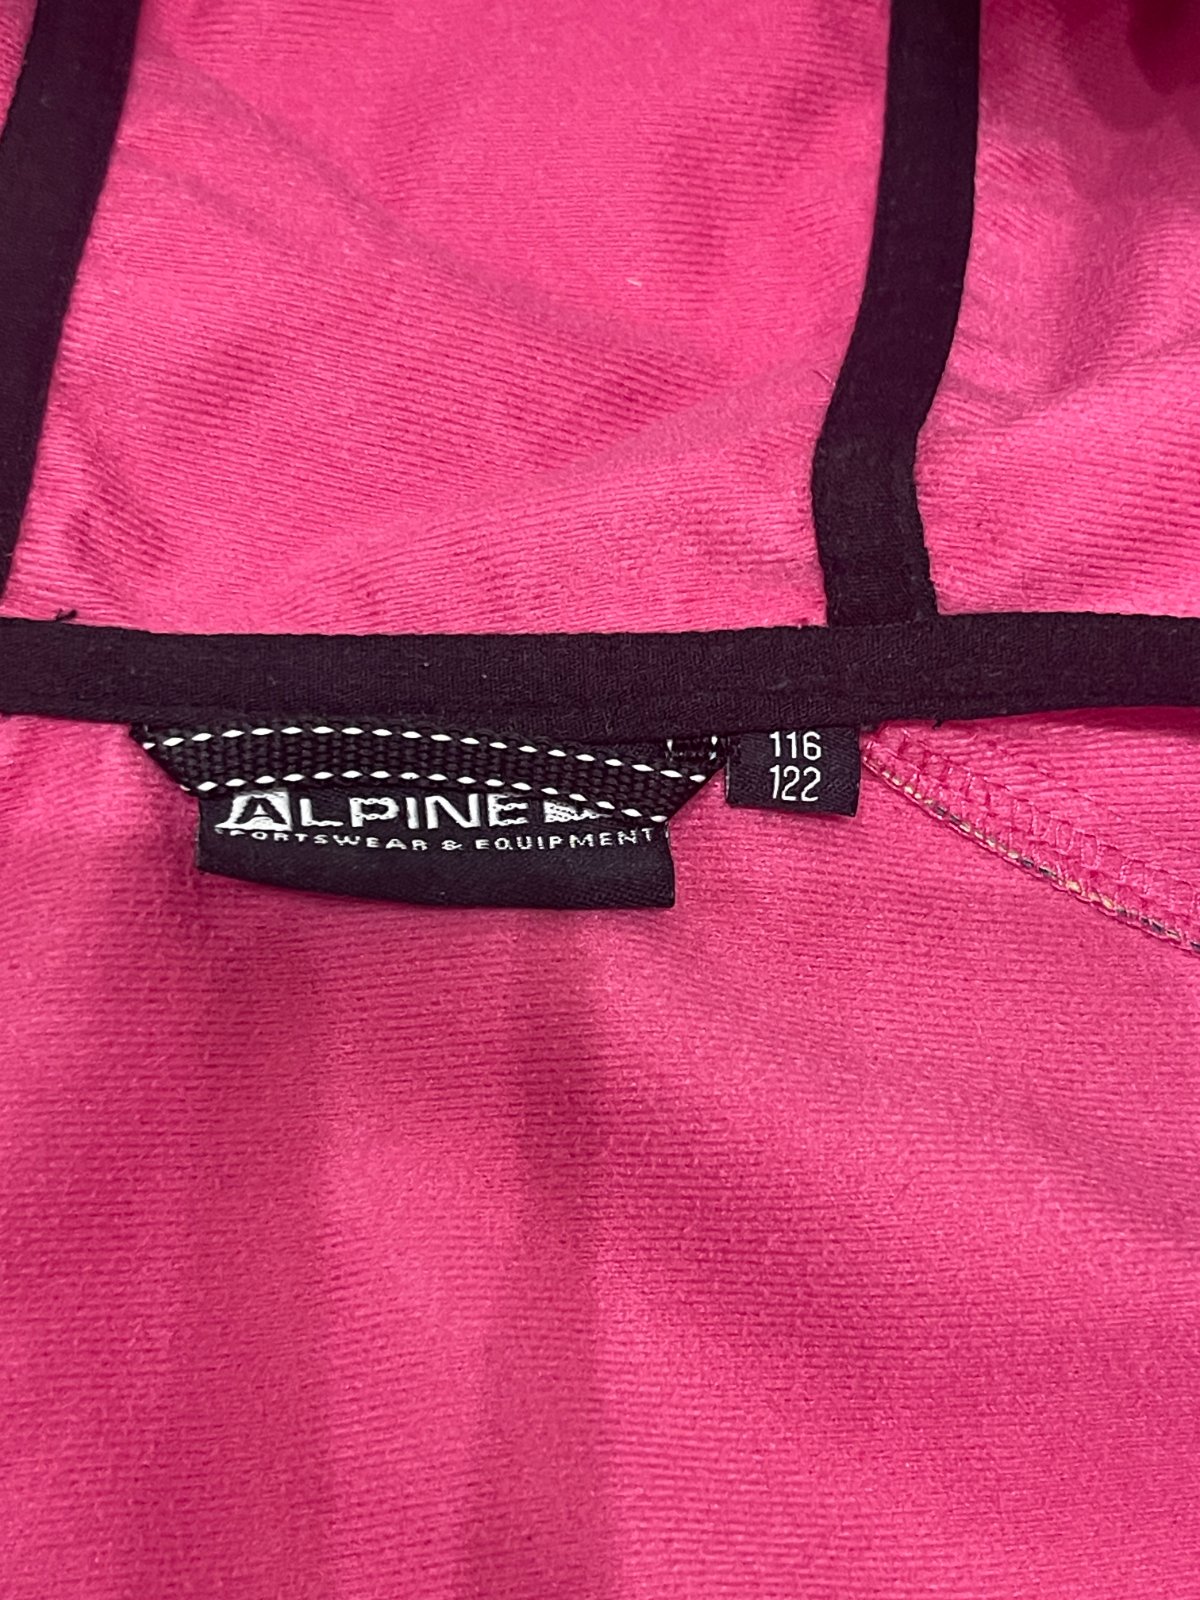 ALPINE
SPORTSWEAR & EQUIPMENT
116
122